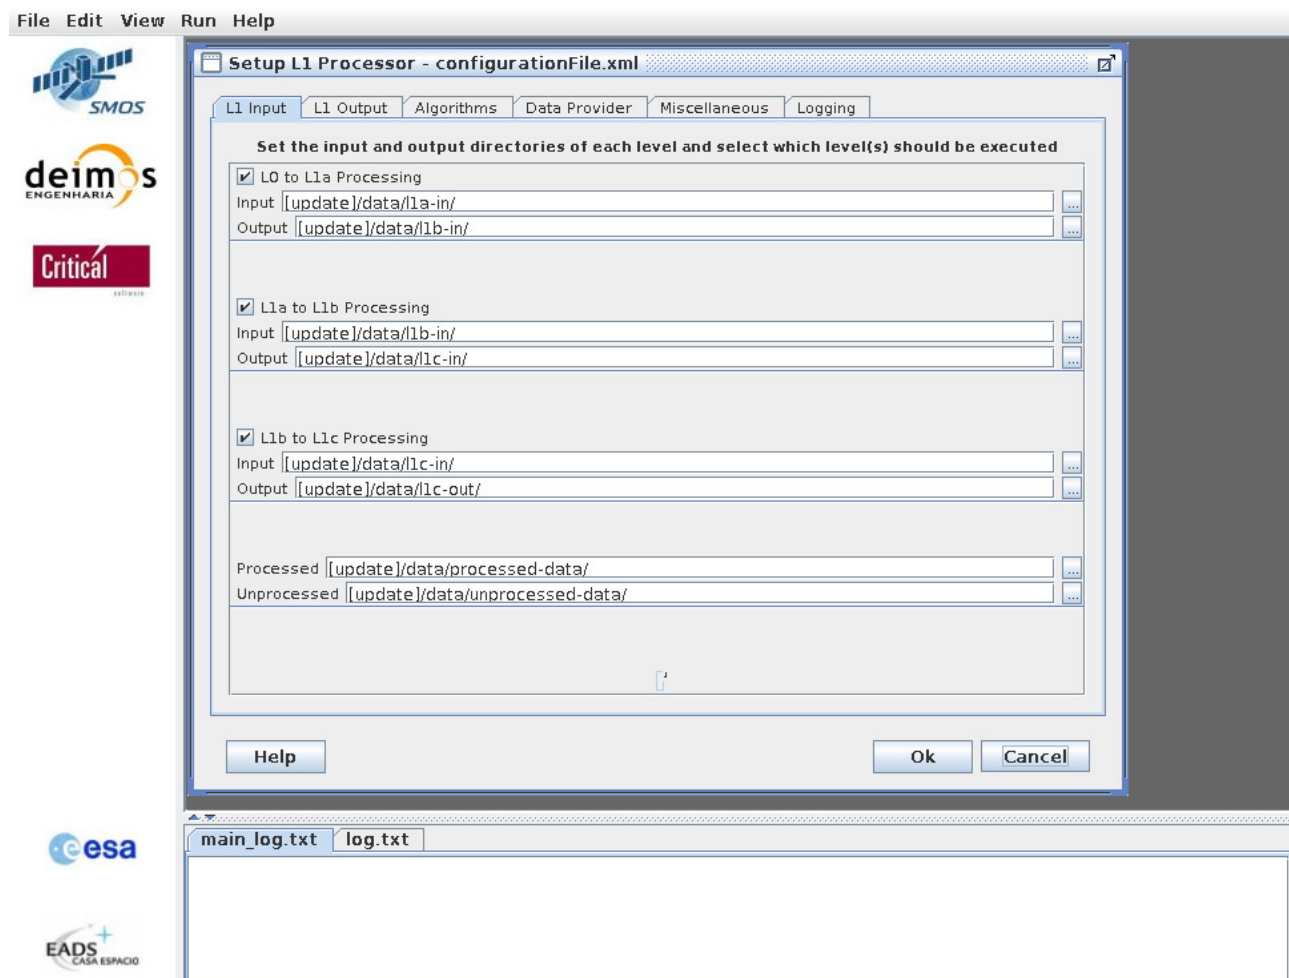 File Edit View Run Help
SMOS
deimos
ENGENHARIA
Critical
software
esa
EADS
CASA ESPACIO
Setup L1 Processor - configurationFile.xml
L1 Input L1 Output Algorithms Data Provider Miscellaneous Logging
Set the input and output directories of each level and select which level(s) should be executed
L0 to L1a Processing
Input [update]/data/l1a-in/ ...
Output [update]/data/l1b-in/ ...
L1a to L1b Processing
Input [update]/data/l1b-in/ ...
Output [update]/data/l1c-in/ ...
L1b to L1c Processing
Input [update]/data/l1c-in/ ...
Output [update]/data/l1c-out/ ...
Processed [update]/data/processed-data/ ...
Unprocessed [update]/data/unprocessed-data/ ...
Help Ok Cancel
main_log.txt log.txt